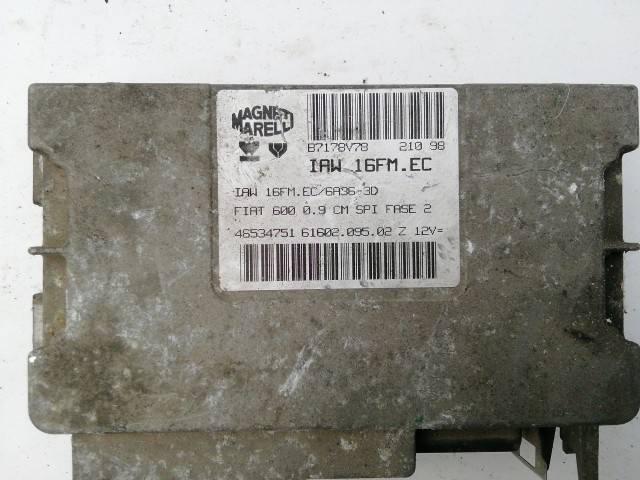 MAGNETI
MARELLI
B7178V78 210 98
IAW 16FM.EC
IAW 16FM.EC/6A36-3D
FIAT 600 0.9 CM SPI FASE 2
46534751 61602.095.02 Z 12V=